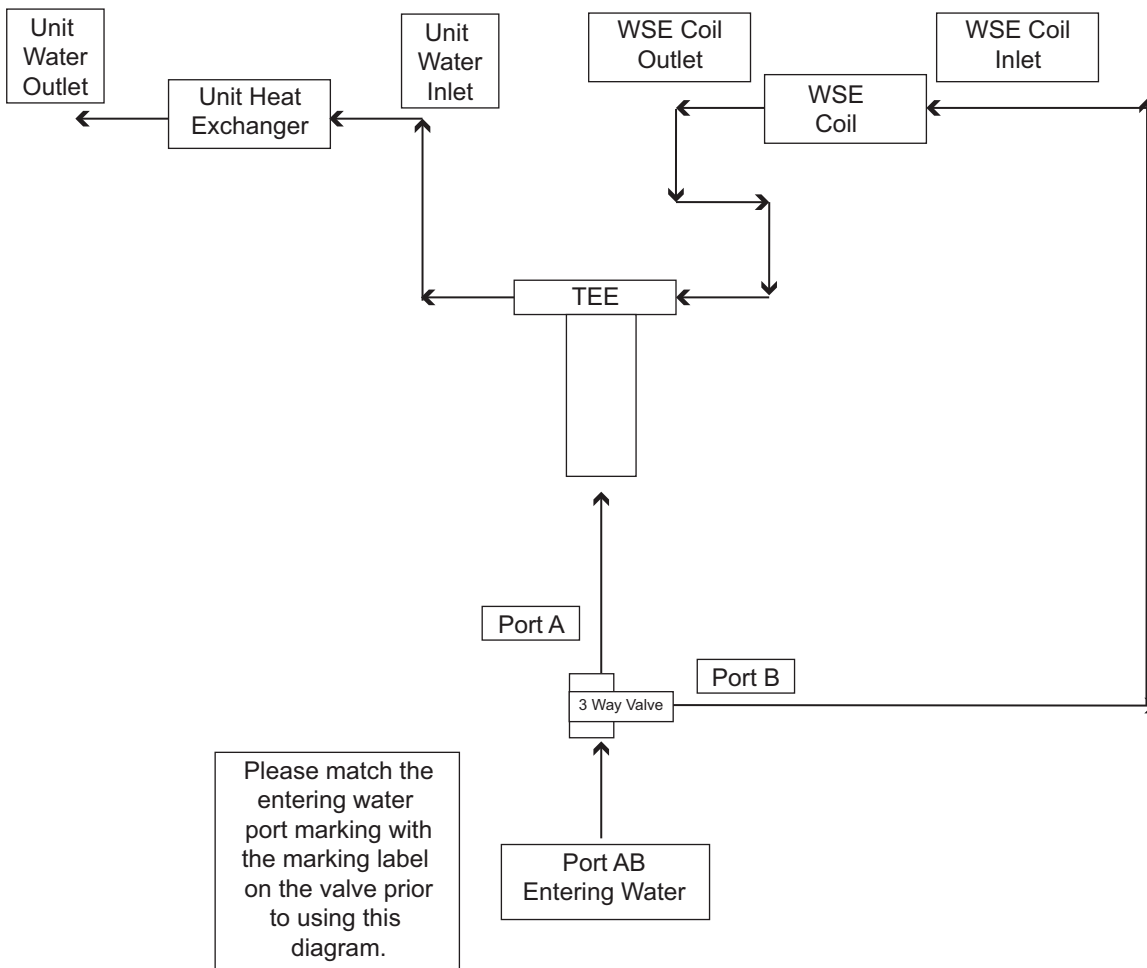 Unit
Water
Outlet
Unit Heat
Exchanger
Unit
Water
Inlet
WSE Coil
Outlet
WSE
Coil
WSE Coil
Inlet
TEE
Port A
Port B
3 Way Valve
Please match the
entering water
port marking with
the marking label
on the valve prior
to using this
diagram.
Port AB
Entering Water